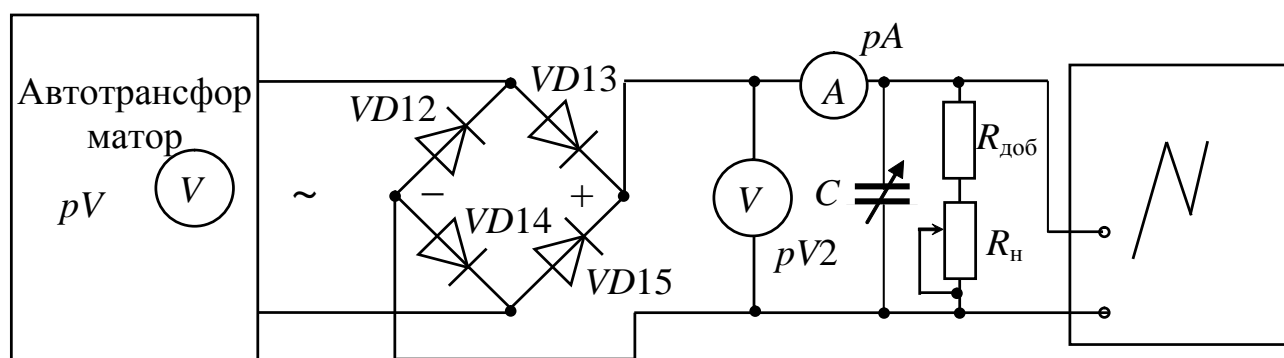 Автотрансфор
матор
pV
V
~
VD12
VD13
VD14
VD15
−
+
V
pV2
pA
A
C
Rдоб
Rн